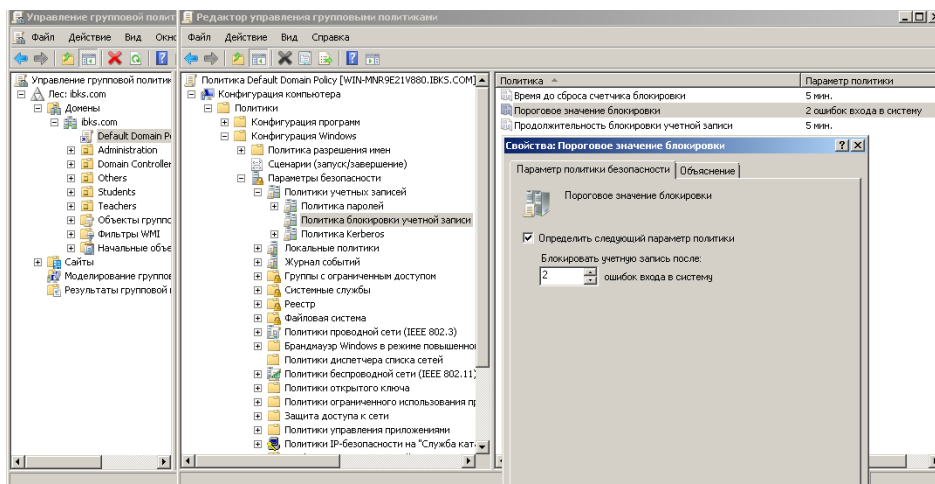 Управление групповой полит
Файл Действие Вид Окно
Управление групповой политик
Лес: ibks.com
Домены
ibks.com
Default Domain P
Administration
Domain Controller
Others
Students
Teachers
Объекты группо
Фильтры WMI
Начальные объе
Сайты
Моделирование группов
Результаты групповой
Редактор управления групповыми политиками
Файл Действие Вид Справка
Политика Default Domain Policy [WIN-MNR9E21V880.IBKS.COM]
Конфигурация компьютера
Политики
Конфигурация программ
Конфигурация Windows
Политика разрешения имен
Сценарии (запуск/завершение)
Параметры безопасности
Политики учетных записей
Политика паролей
Политика блокировки учетной записи
Политика Kerberos
Локальные политики
Журнал событий
Группы с ограниченным доступом
Системные службы
Реестр
Файловая система
Политики проводной сети (IEEE 802.3)
Брандмауэр Windows в режиме повышенно
Политики диспетчера списка сетей
Политики беспроводной сети (IEEE 802.11)
Политики открытого ключа
Политики ограниченного использования п
Защита доступа к сети
Политики управления приложениями
Политики IP-безопасности на "Служба кат
Политика Параметр политики
Время до сброса счетчика блокировки 5 мин.
Пороговое значение блокировки 2 ошибок входа в систему
Продолжительность блокировки учетной записи 5 мин.
Свойства: Пороговое значение блокировки
Параметр политики безопасности Объяснение
Пороговое значение блокировки
Определить следующий параметр политики
Блокировать учетную запись после:
2 ошибок входа в систему